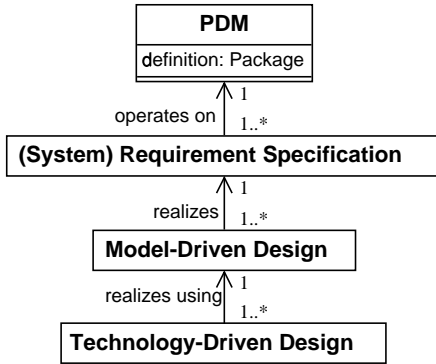 PDM
definition: Package
1
operates on
1..*
(System) Requirement Specification
1
realizes
1..*
Model-Driven Design
1
realizes using
1..*
Technology-Driven Design